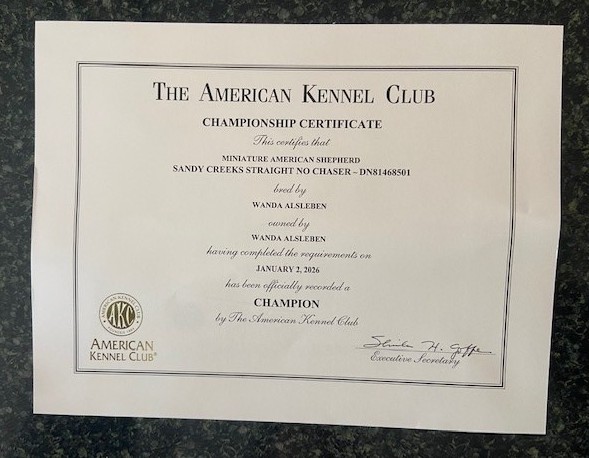 THE AMERICAN KENNEL CLUB
CHAMPIONSHIP CERTIFICATE
This certifies that
MINIATURE AMERICAN SHEPHERD
SANDY CREEKS STRAIGHT NO CHASER – DN81468501
bred by
WANDA ALSLEBEN
owned by
WANDA ALSLEBEN
having completed the requirements on
JANUARY 2, 2026
has been officially recorded a
CHAMPION
by The American Kennel Club
AKC
AMERICAN
KENNEL CLUB®
Executive Secretary